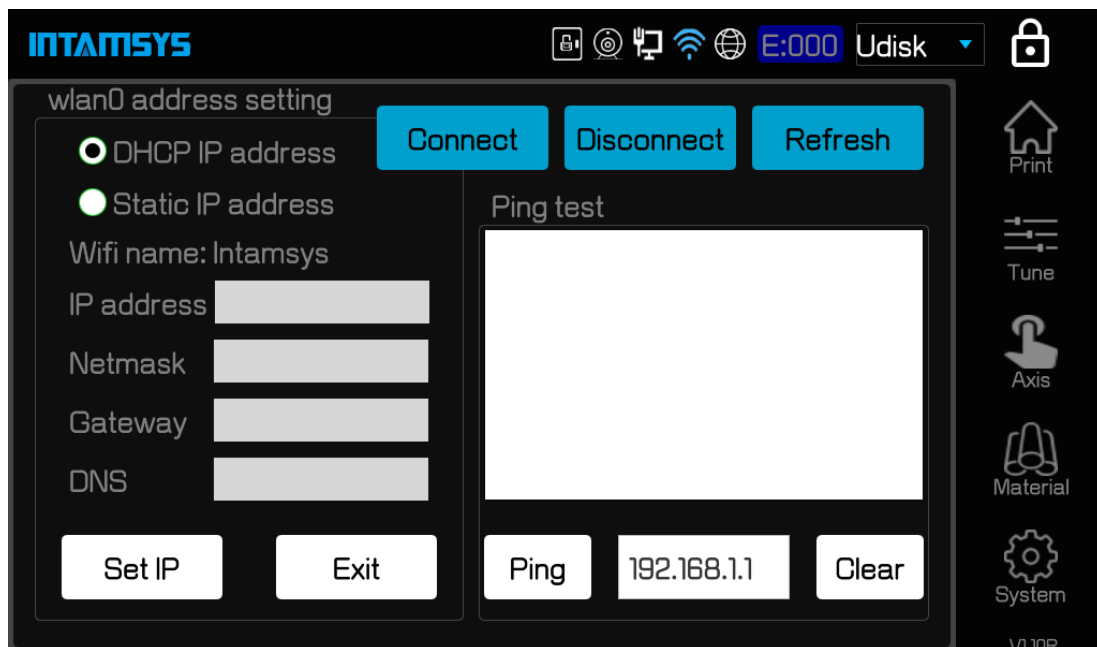 INTAMSYS
E:000 Udisk
wlan0 address setting
Connect Disconnect Refresh
DHCP IP address
Static IP address
Wifi name: Intamsys
IP address
Netmask
Gateway
DNS
Set IP Exit
Ping test
Ping 192.168.1.1 Clear
Print
Tune
Axis
Material
System